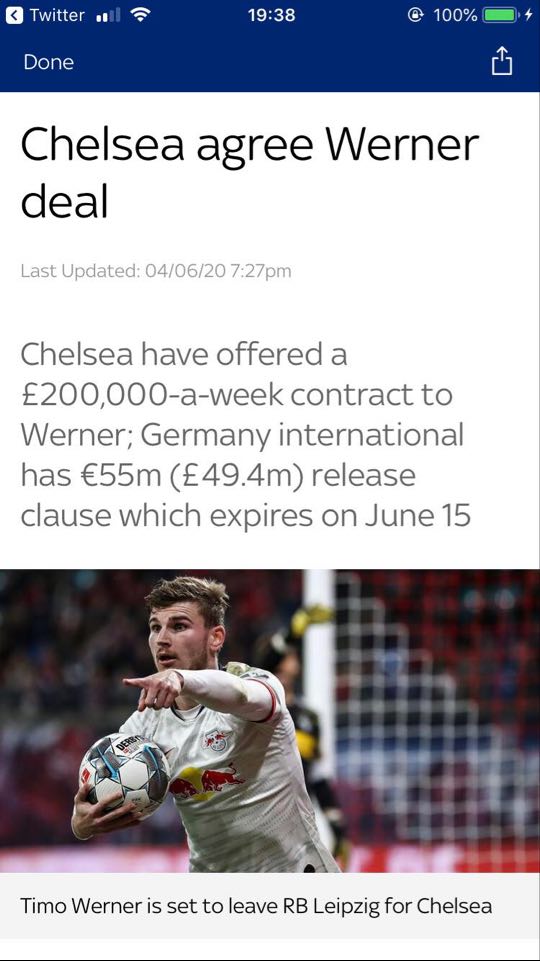 Twitter 19:38 100%
Done
Chelsea agree Werner
deal
Last Updated: 04/06/20 7:27pm
Chelsea have offered a
£200,000-a-week contract to
Werner; Germany international
has €55m (£49.4m) release
clause which expires on June 15
DERBY
Timo Werner is set to leave RB Leipzig for Chelsea